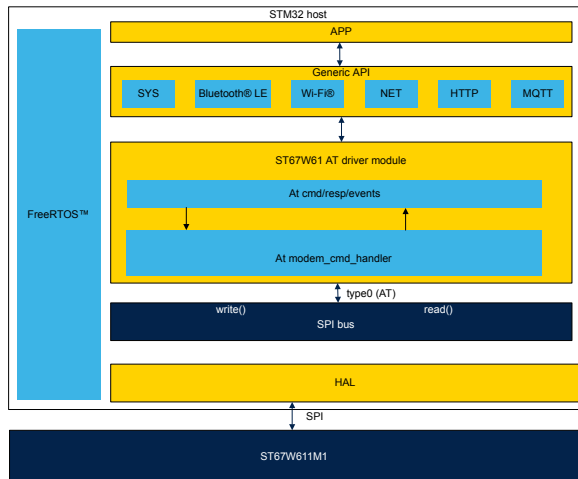 STM32 host
APP
Generic API
SYS
Bluetooth® LE
Wi-Fi®
NET
HTTP
MQTT
ST67W61 AT driver module
At cmd/resp/events
FreeRTOS™
At modem_cmd_handler
type0 (AT)
write()
read()
SPI bus
HAL
SPI
ST67W611M1